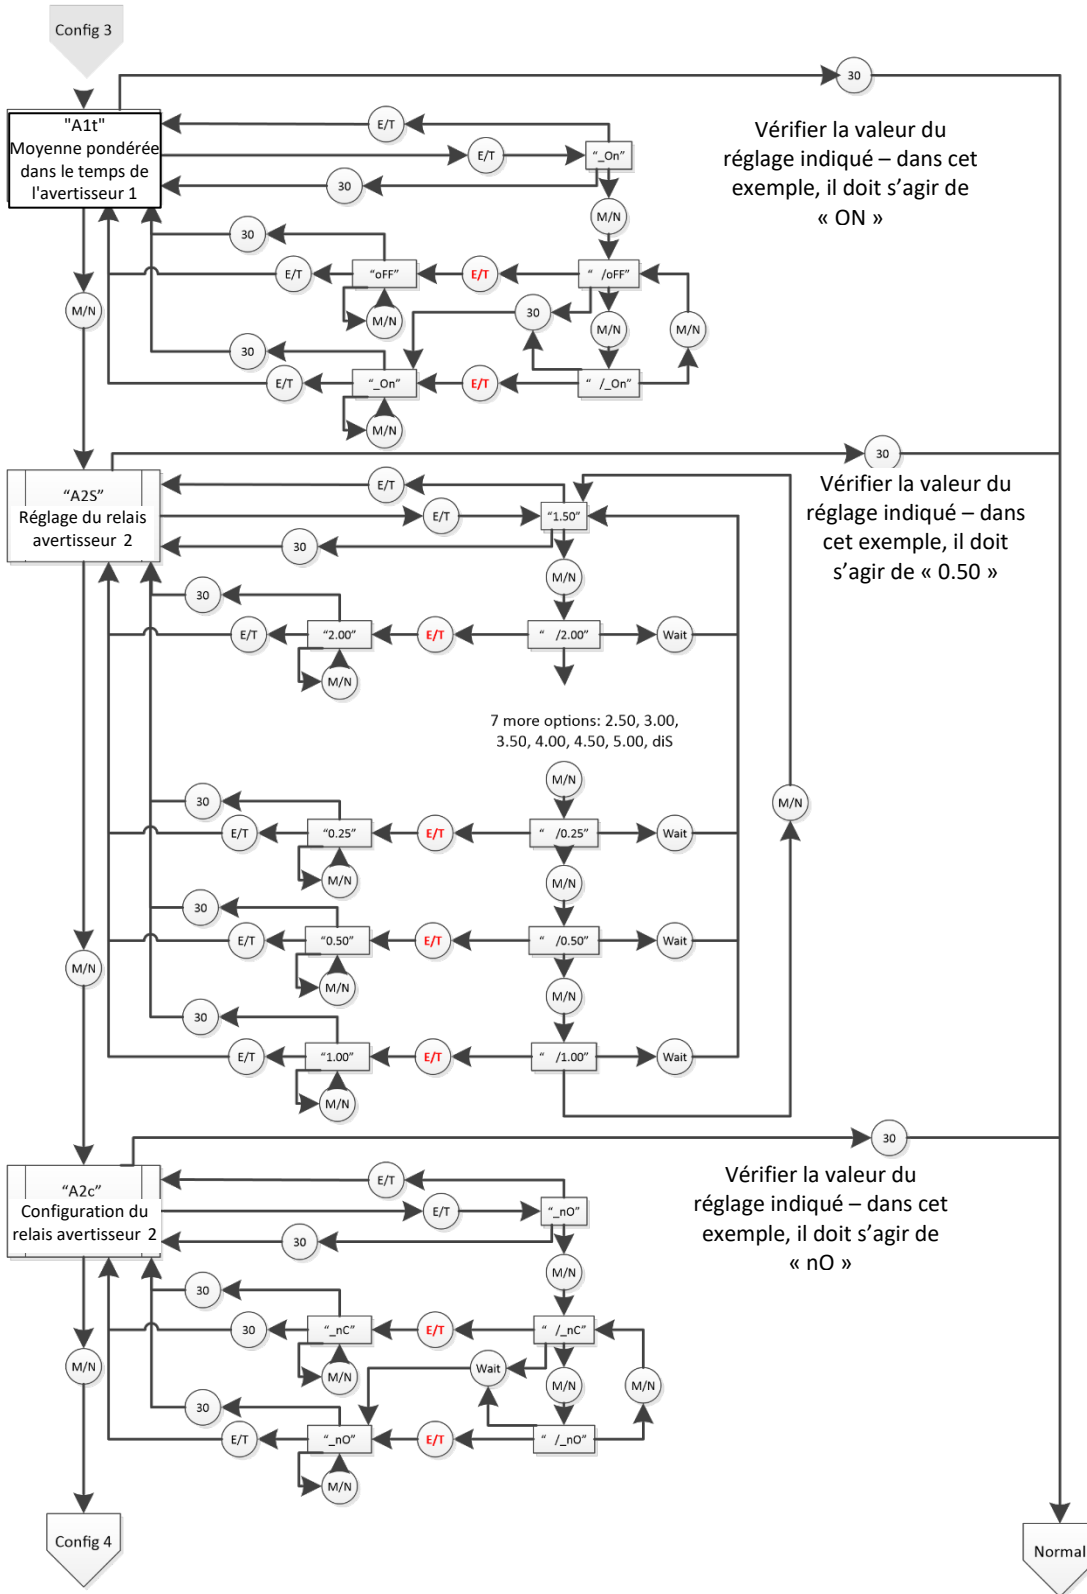 Config 3
30
"A1t"
Moyenne pondérée
dans le temps de
l'avertisseur 1
E/T
E/T
“_On”
30
Vérifier la valeur du
réglage indiqué – dans cet
exemple, il doit s’agir de
« ON »
M/N
30
E/T
“oFF”
E/T
“ /oFF”
M/N
M/N
30
M/N
M/N
30
E/T
“_On”
E/T
“ /_On”
M/N
30
“A2S”
Réglage du relais
avertisseur 2
E/T
E/T
“1.50”
30
Vérifier la valeur du
réglage indiqué – dans
cet exemple, il doit
s’agir de « 0.50 »
M/N
30
E/T
“2.00”
E/T
“ /2.00”
Wait
M/N
7 more options: 2.50, 3.00,
3.50, 4.00, 4.50, 5.00, diS
M/N
M/N
30
E/T
“0.25”
E/T
“ /0.25”
Wait
M/N
M/N
30
E/T
“0.50”
E/T
“ /0.50”
Wait
M/N
M/N
M/N
30
E/T
“1.00”
E/T
“ /1.00”
Wait
M/N
30
“A2c”
Configuration du
relais avertisseur 2
E/T
E/T
“_nO”
30
Vérifier la valeur du
réglage indiqué – dans cet
exemple, il doit s’agir de
« nO »
M/N
30
30
“_nC”
E/T
“ /_nC”
M/N
M/N
Wait
M/N
M/N
30
E/T
“_nO”
E/T
“ /_nO”
M/N
Config 4
Normal